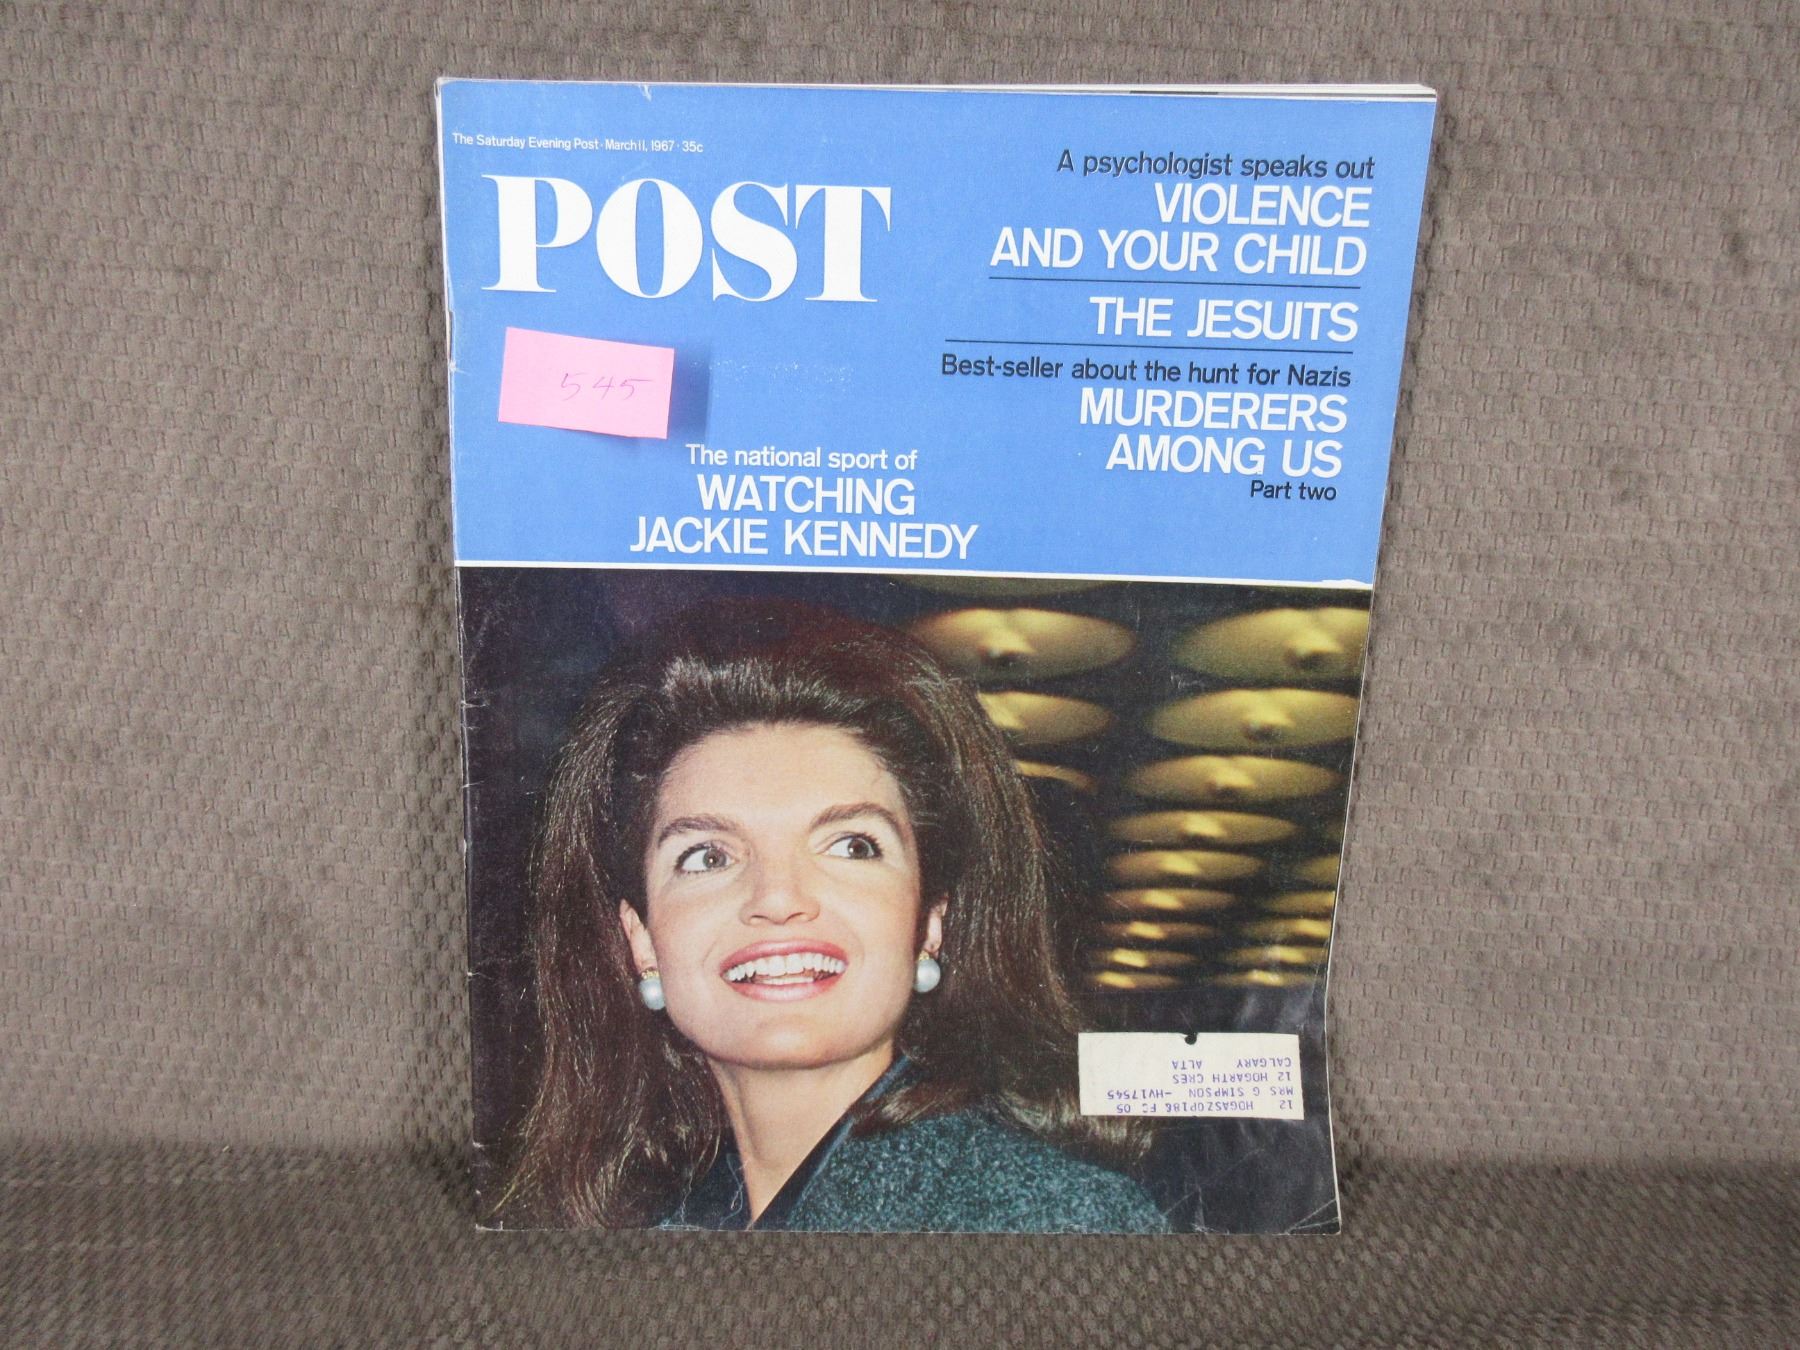 The Saturday Evening Post · March 11, 1967 · 35c
POST
A psychologist speaks out
VIOLENCE
AND YOUR CHILD
THE JESUITS
Best-seller about the hunt for Nazis
MURDERERS
AMONG US
Part two
545
The national sport of
WATCHING
JACKIE KENNEDY
12 HOGASZOP188 05
MRS G SIMPSON -HV17545
12 HOGARTH CRES
CALGARY ALTA